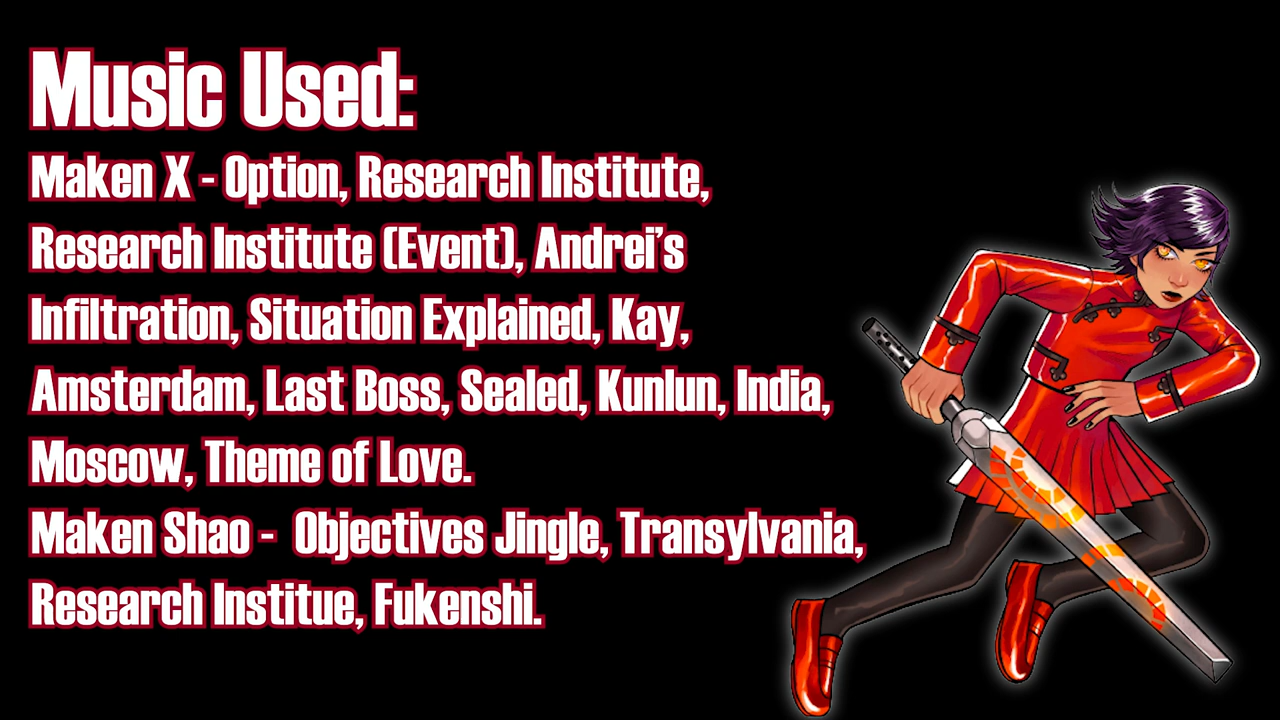 Music Used:
Maken X - Option, Research Institute,
Research Institute (Event), Andrei's
Infiltration, Situation Explained, Kay,
Amsterdam, Last Boss, Sealed, Kunlun, India,
Moscow, Theme of Love.
Maken Shao -  Objectives Jingle, Transylvania,
Research Institue, Fukenshi.